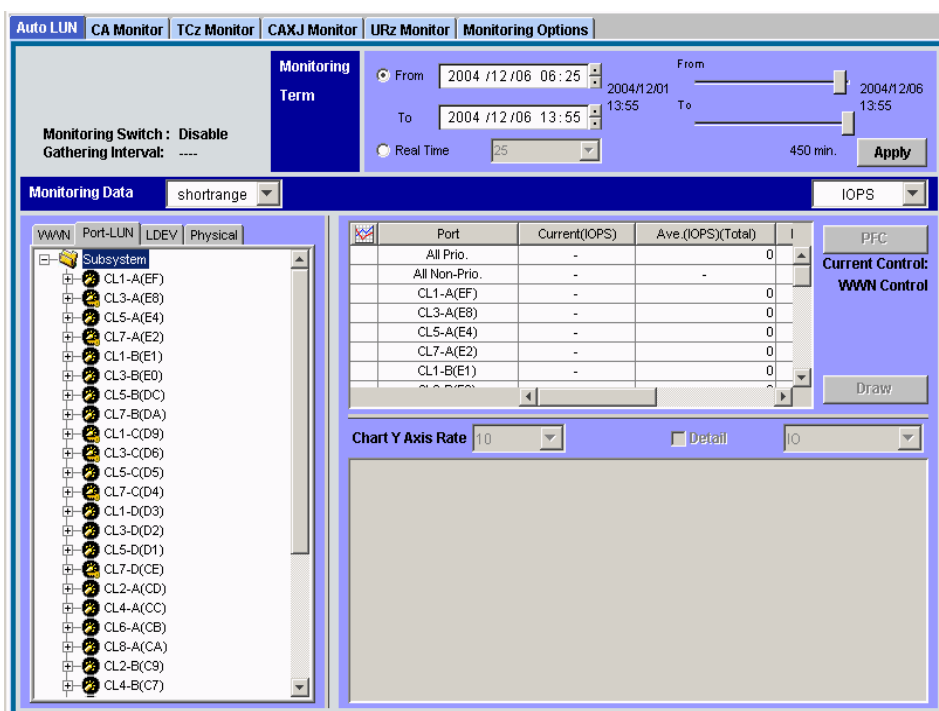 Auto LUN CA Monitor TCz Monitor CAXJ Monitor URz Monitor Monitoring Options
Monitoring Switch : Disable
Gathering Interval: ----
Monitoring Term
From 2004 /12/06 06:25
To 2004 /12/06 13:55
Real Time 25
From
2004/12/01 13:55
To
2004/12/06 13:55
450 min. Apply
Monitoring Data shortrange IOPS
WWN Port-LUN LDEV Physical
Subsystem
CL1-A(EF)
CL3-A(E8)
CL5-A(E4)
CL7-A(E2)
CL1-B(E1)
CL3-B(E0)
CL5-B(DC)
CL7-B(DA)
CL1-C(D9)
CL3-C(D6)
CL5-C(D5)
CL7-C(D4)
CL1-D(D3)
CL3-D(D2)
CL5-D(D1)
CL7-D(CE)
CL2-A(CD)
CL4-A(CC)
CL6-A(CB)
CL8-A(CA)
CL2-B(C9)
CL4-B(C7)
Port Current(IOPS) Ave.(IOPS)(Total)
All Prio. - 0
All Non-Prio. - -
CL1-A(EF) - 0
CL3-A(E8) - 0
CL5-A(E4) - 0
CL7-A(E2) - 0
CL1-B(E1) - 0
PFC
Current Control:
WWN Control
Draw
Chart Y Axis Rate 10 Detail IO